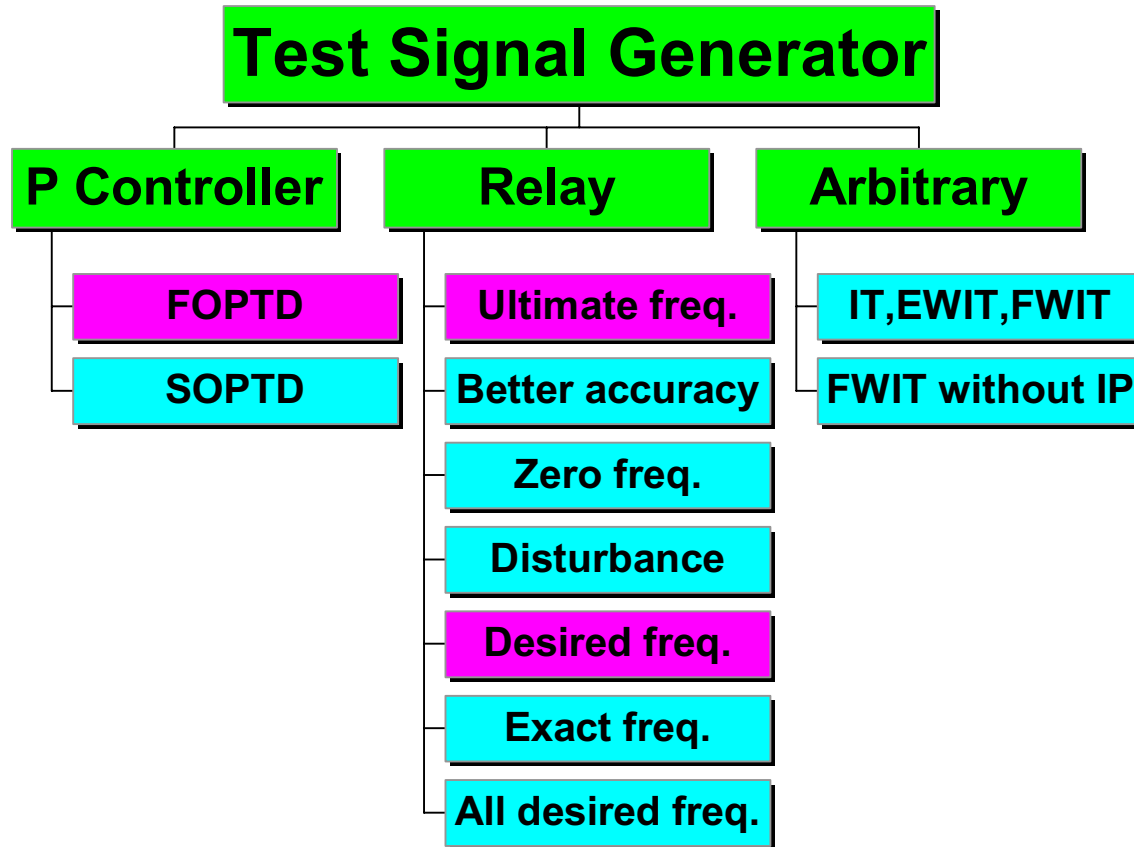 Test Signal Generator
P Controller
Relay
Arbitrary
FOPTD
SOPTD
Ultimate freq.
Better accuracy
Zero freq.
Disturbance
Desired freq.
Exact freq.
All desired freq.
IT,EWIT,FWIT
FWIT without IP